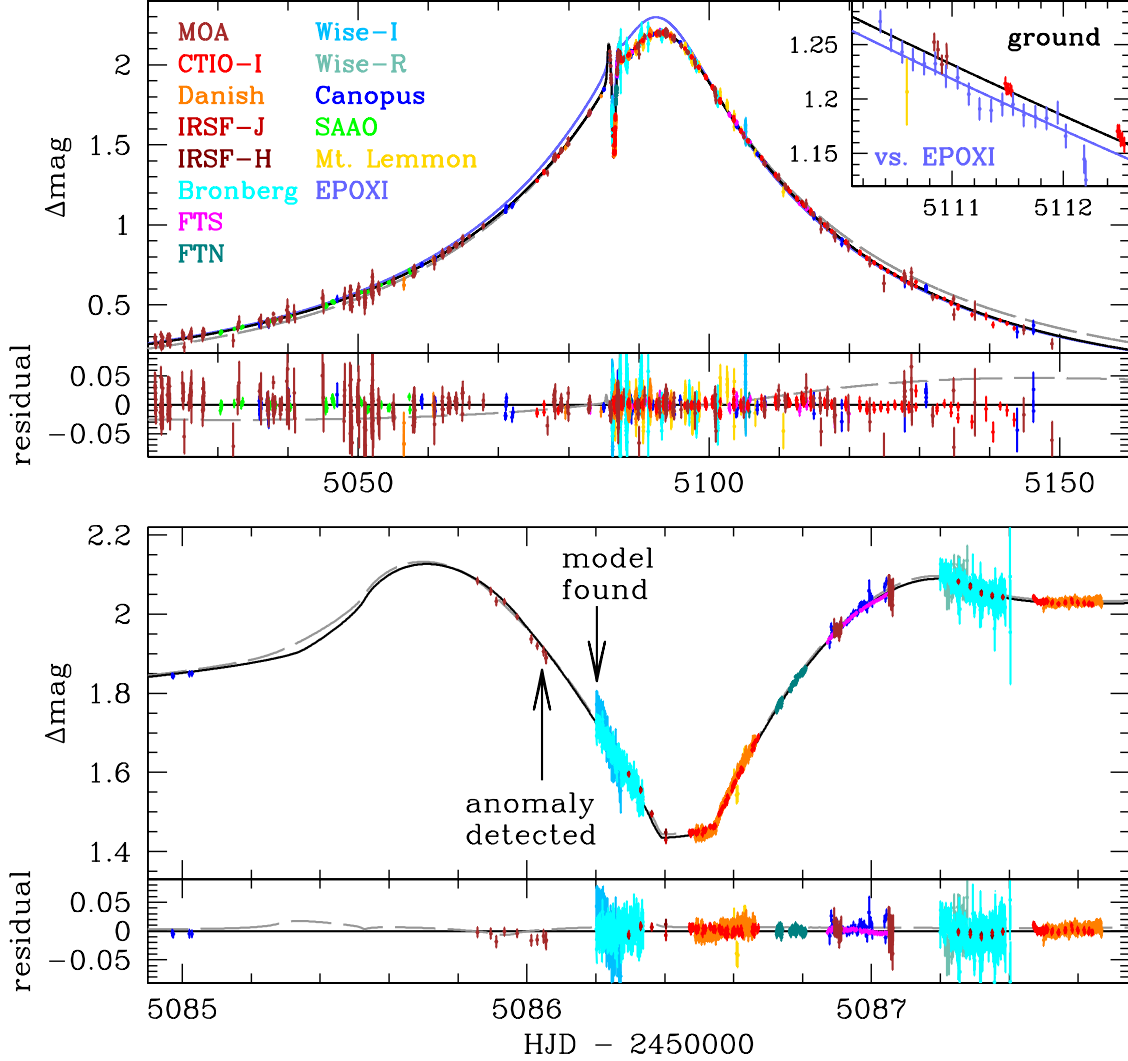 MOA
CTIO-I
Danish
IRSF-J
IRSF-H
Bronberg
FTS
FTN
Wise-I
Wise-R
Canopus
SAAO
Mt. Lemmon
EPOXI
Δmag
2
1.5
1
0.5
ground
vs. EPOXI
1.25
1.2
1.15
5111
5112
residual
0.05
0
-0.05
5050
5100
5150
Δmag
2.2
2
1.8
1.6
1.4
model
found
anomaly
detected
residual
0.05
0
-0.05
5085
5086
5087
HJD - 2450000